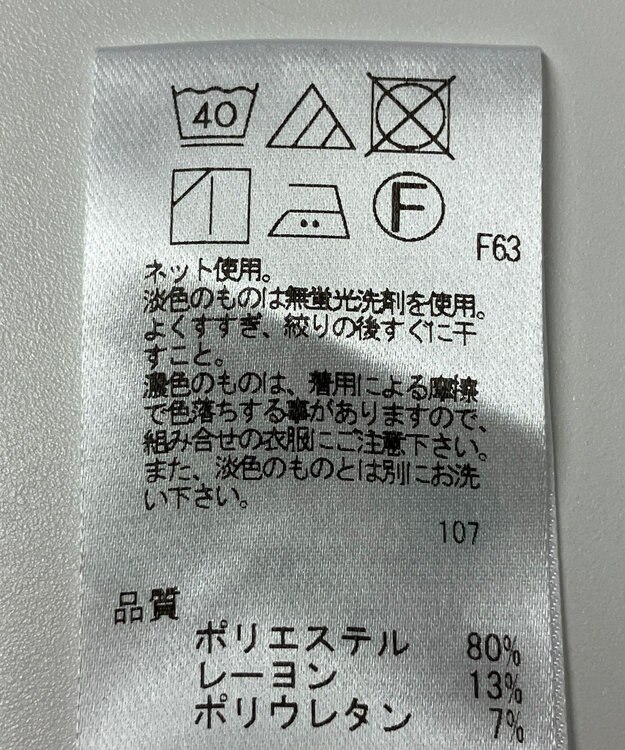 40
F
F63
ネット使用。
淡色のものは無蛍光洗剤を使用。
よくすすぎ、絞りの後すぐに干
すこと。
濃色のものは、着用による摩擦
で色落ちする事がありますので、
組み合せの衣服にご注意下さい。
また、淡色のものとは別にお洗
い下さい。
107
品質
ポリエステル 80%
レーヨン 13%
ポリウレタン 7%